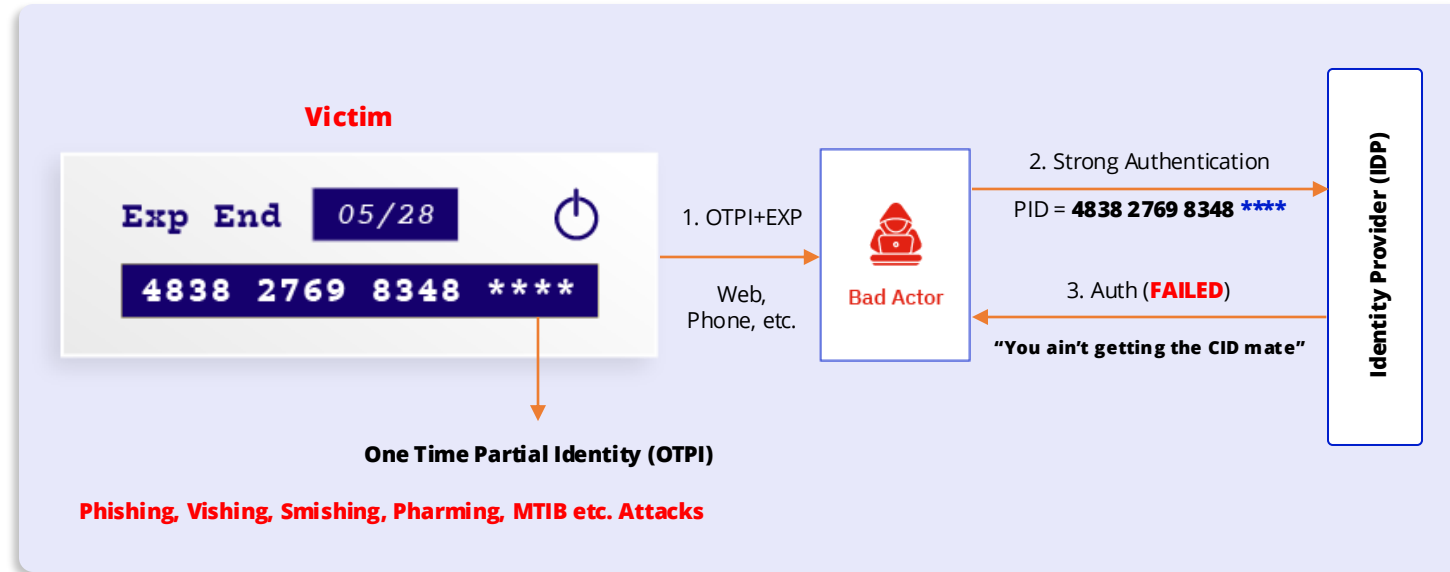 Victim
Exp End 05/28
4838 2769 8348 ****
1. OTPI+EXP
Web,
Phone, etc.
Bad Actor
2. Strong Authentication
PID = 4838 2769 8348 ****
3. Auth (FAILED)
“You ain’t getting the CID mate”
Identity Provider (IDP)
One Time Partial Identity (OTPI)
Phishing, Vishing, Smishing, Pharming, MTIB etc. Attacks